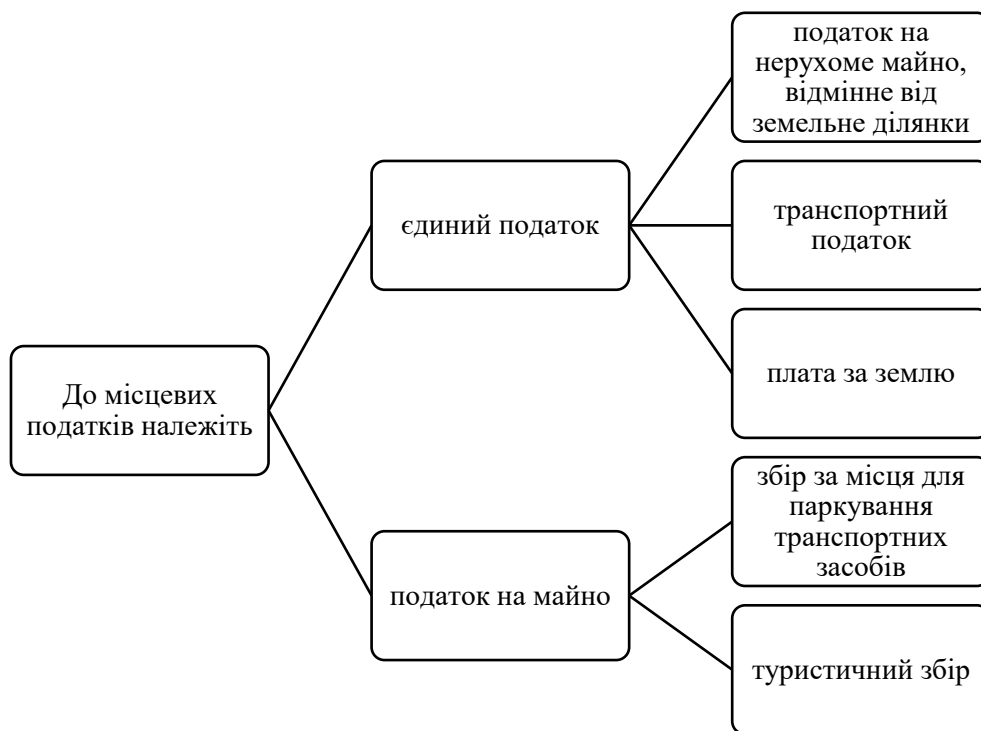 До місцевих
податків належіть
єдиний податок
податок на
нерухоме майно,
відмінне від
земельне ділянки
транспортний
податок
плата за землю
податок на майно
збір за місця для
паркування
транспортних
засобів
туристичний збір